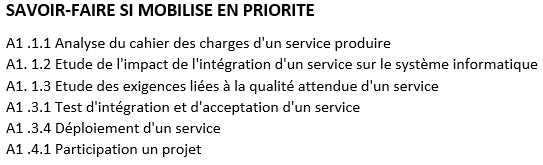 SAVOIR-FAIRE SI MOBILISE EN PRIORITE
A1 .1.1 Analyse du cahier des charges d'un service produire
A1. 1.2 Etude de l'impact de l'intégration d'un service sur le système informatique
A1. 1.3 Etude des exigences liées à la qualité attendue d'un service
A1 .3.1 Test d'intégration et d'acceptation d'un service
A1 .3.4 Déploiement d'un service
A1 .4.1 Participation un projet